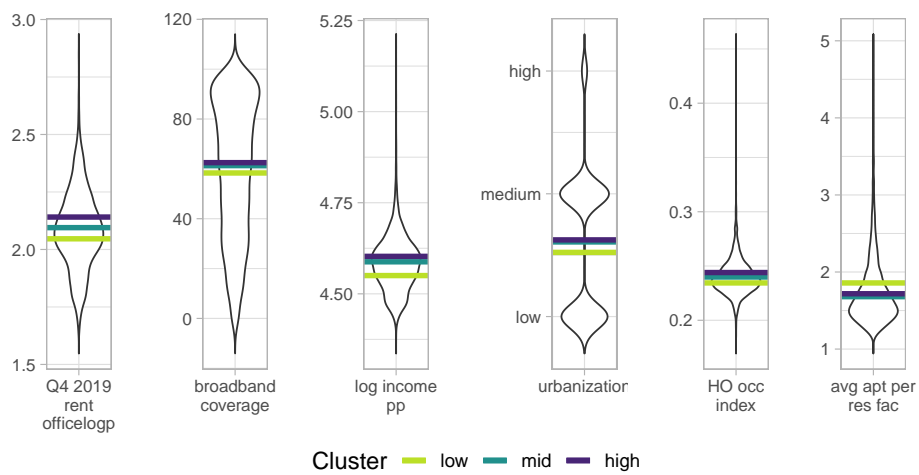 3.0
2.5
2.0
1.5
Q4 2019
rent
officelogp
120
80
40
0
broadband
coverage
5.25
5.00
4.75
4.50
log income
pp
high
medium
low
urbanization
0.4
0.3
0.2
HO occ
index
5
4
3
2
1
avg apt per
res fac
Cluster low mid high